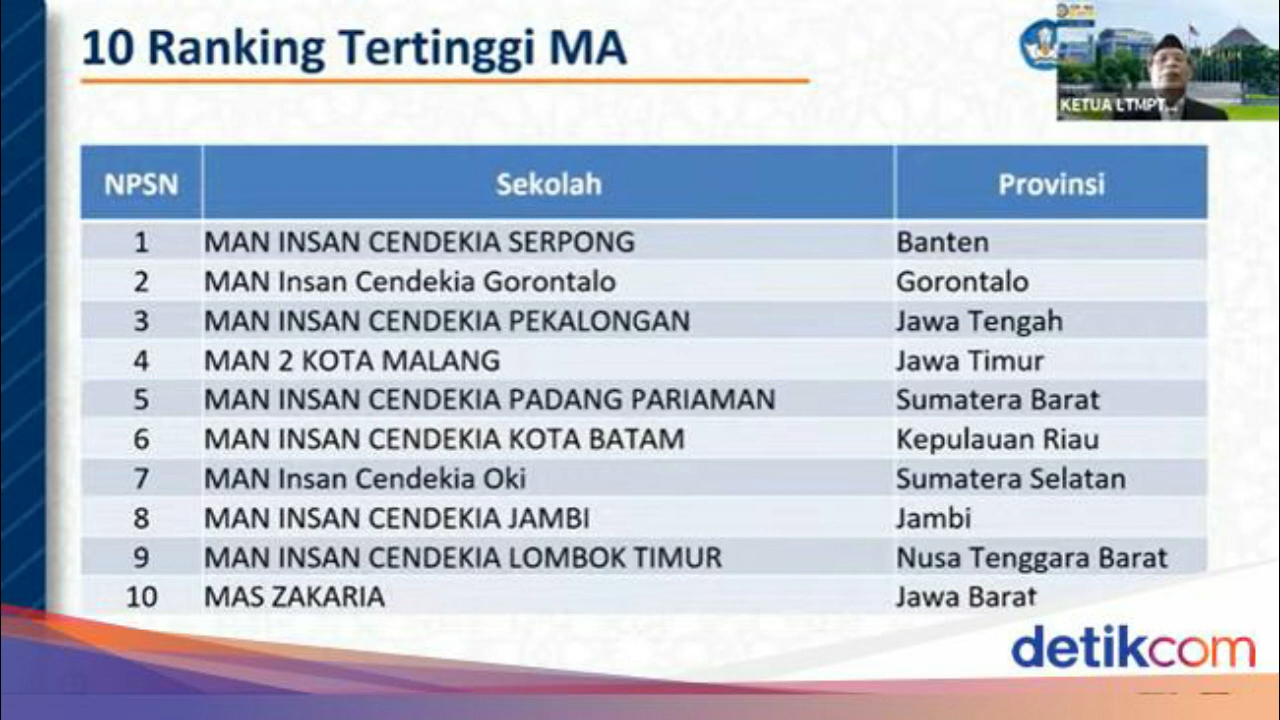 10 Ranking Tertinggi MA
KETUA LTMPT...
NPSN Sekolah Provinsi
1 MAN INSAN CENDEKIA SERPONG Banten
2 MAN Insan Cendekia Gorontalo Gorontalo
3 MAN INSAN CENDEKIA PEKALONGAN Jawa Tengah
4 MAN 2 KOTA MALANG Jawa Timur
5 MAN INSAN CENDEKIA PADANG PARIAMAN Sumatera Barat
6 MAN INSAN CENDEKIA KOTA BATAM Kepulauan Riau
7 MAN Insan Cendekia Oki Sumatera Selatan
8 MAN INSAN CENDEKIA JAMBI Jambi
9 MAN INSAN CENDEKIA LOMBOK TIMUR Nusa Tenggara Barat
10 MAS ZAKARIA Jawa Barat
detikcom